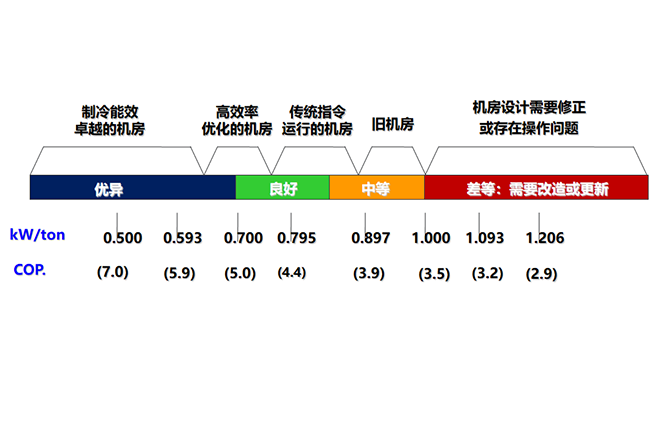 制冷能效
卓越的机房
高效率
优化的机房
传统指令
运行的机房
旧机房
机房设计需要修正
或存在操作问题
优异
良好
中等
差等：需要改造或更新
kW/ton
0.500
0.593
0.700
0.795
0.897
1.000
1.093
1.206
COP.
(7.0)
(5.9)
(5.0)
(4.4)
(3.9)
(3.5)
(3.2)
(2.9)